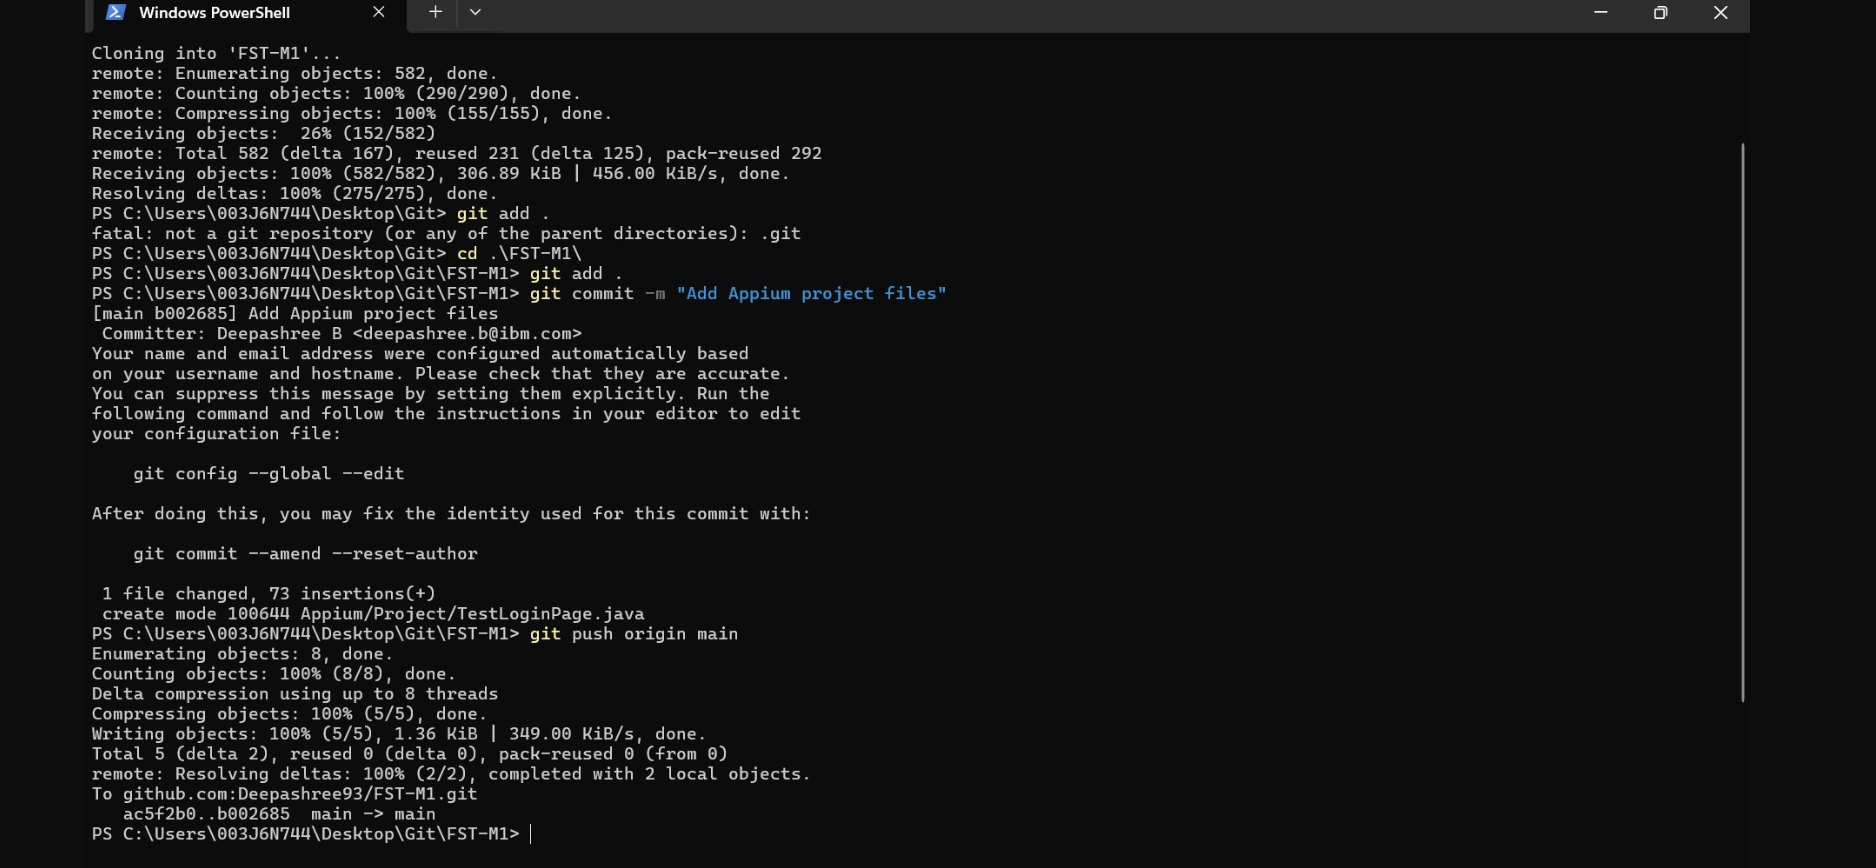 Windows PowerShell
Cloning into 'FST-M1'...
remote: Enumerating objects: 582, done.
remote: Counting objects: 100% (290/290), done.
remote: Compressing objects: 100% (155/155), done.
Receiving objects:  26% (152/582)
remote: Total 582 (delta 167), reused 231 (delta 125), pack-reused 292
Receiving objects: 100% (582/582), 306.89 KiB | 456.00 KiB/s, done.
Resolving deltas: 100% (275/275), done.
PS C:\Users\003J6N744\Desktop\Git> git add .
fatal: not a git repository (or any of the parent directories): .git
PS C:\Users\003J6N744\Desktop\Git> cd .\FST-M1\
PS C:\Users\003J6N744\Desktop\Git\FST-M1> git add .
PS C:\Users\003J6N744\Desktop\Git\FST-M1> git commit -m "Add Appium project files"
[main b002685] Add Appium project files
 Committer: Deepashree B <deepashree.b@ibm.com>
Your name and email address were configured automatically based
on your username and hostname. Please check that they are accurate.
You can suppress this message by setting them explicitly. Run the
following command and follow the instructions in your editor to edit
your configuration file:
    git config --global --edit
After doing this, you may fix the identity used for this commit with:
    git commit --amend --reset-author
 1 file changed, 73 insertions(+)
 create mode 100644 Appium/Project/TestLoginPage.java
PS C:\Users\003J6N744\Desktop\Git\FST-M1> git push origin main
Enumerating objects: 8, done.
Counting objects: 100% (8/8), done.
Delta compression using up to 8 threads
Compressing objects: 100% (5/5), done.
Writing objects: 100% (5/5), 1.36 KiB | 349.00 KiB/s, done.
Total 5 (delta 2), reused 0 (delta 0), pack-reused 0 (from 0)
remote: Resolving deltas: 100% (2/2), completed with 2 local objects.
To github.com:Deepashree93/FST-M1.git
   ac5f2b0..b002685  main -> main
PS C:\Users\003J6N744\Desktop\Git\FST-M1>